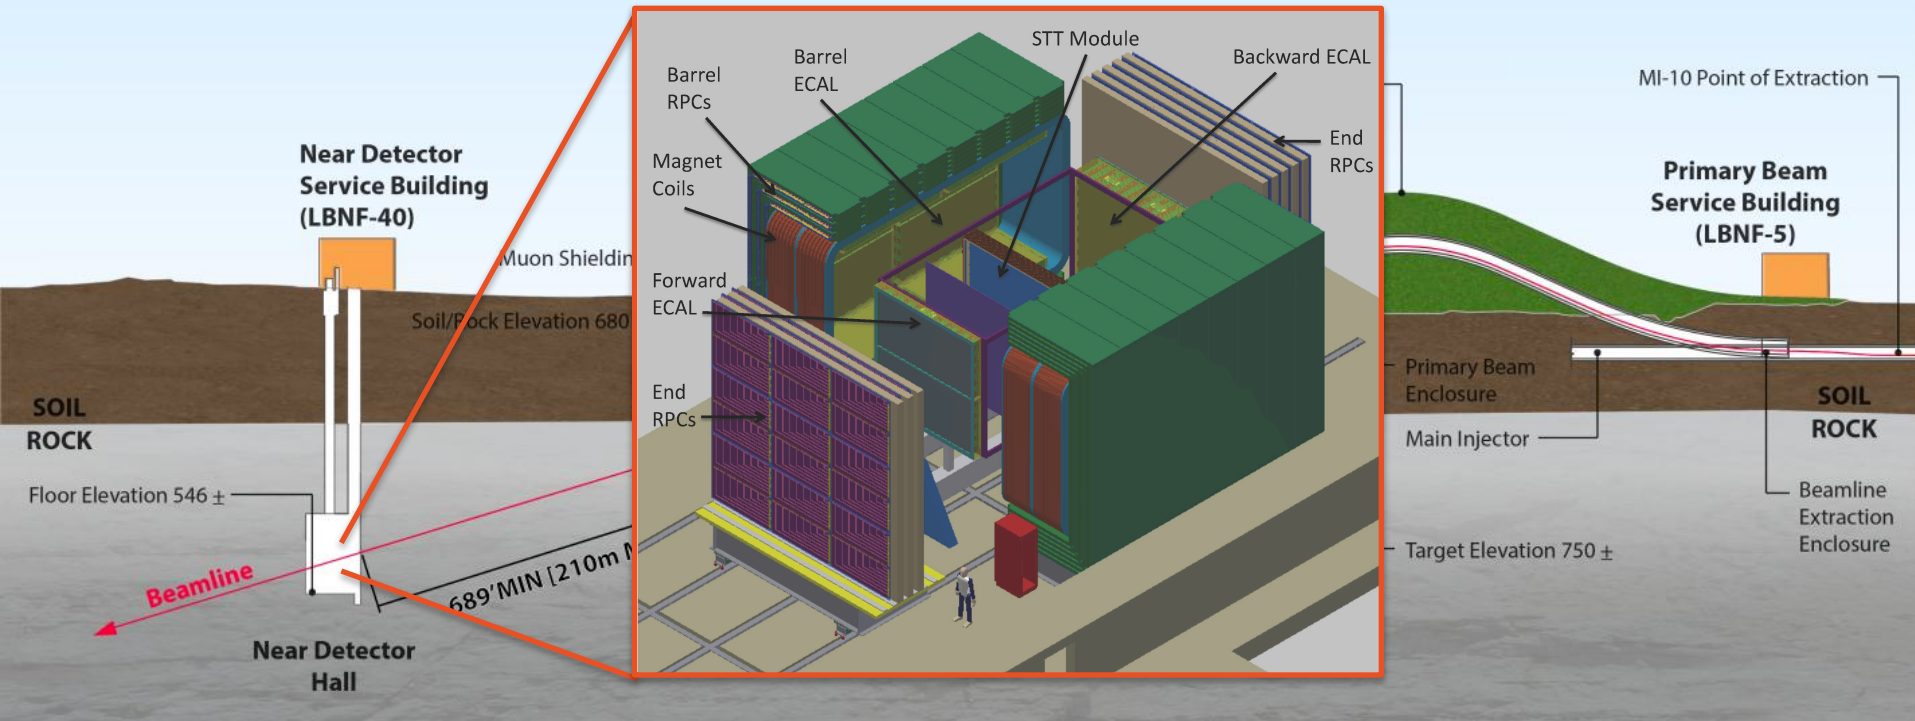 Near Detector
Service Building
(LBNF-40)
Muon Shieldin
Soil/Rock Elevation 680
SOIL
ROCK
Floor Elevation 546 ±
Beamline
689'MIN [210m
Near Detector
Hall
STT Module
Barrel
ECAL
Backward ECAL
Barrel
RPCs
End
RPCs
Magnet
Coils
Forward
ECAL
End
RPCs
MI-10 Point of Extraction
Primary Beam
Service Building
(LBNF-5)
Primary Beam
Enclosure
SOIL
ROCK
Main Injector
Beamline
Extraction
Enclosure
Target Elevation 750 ±